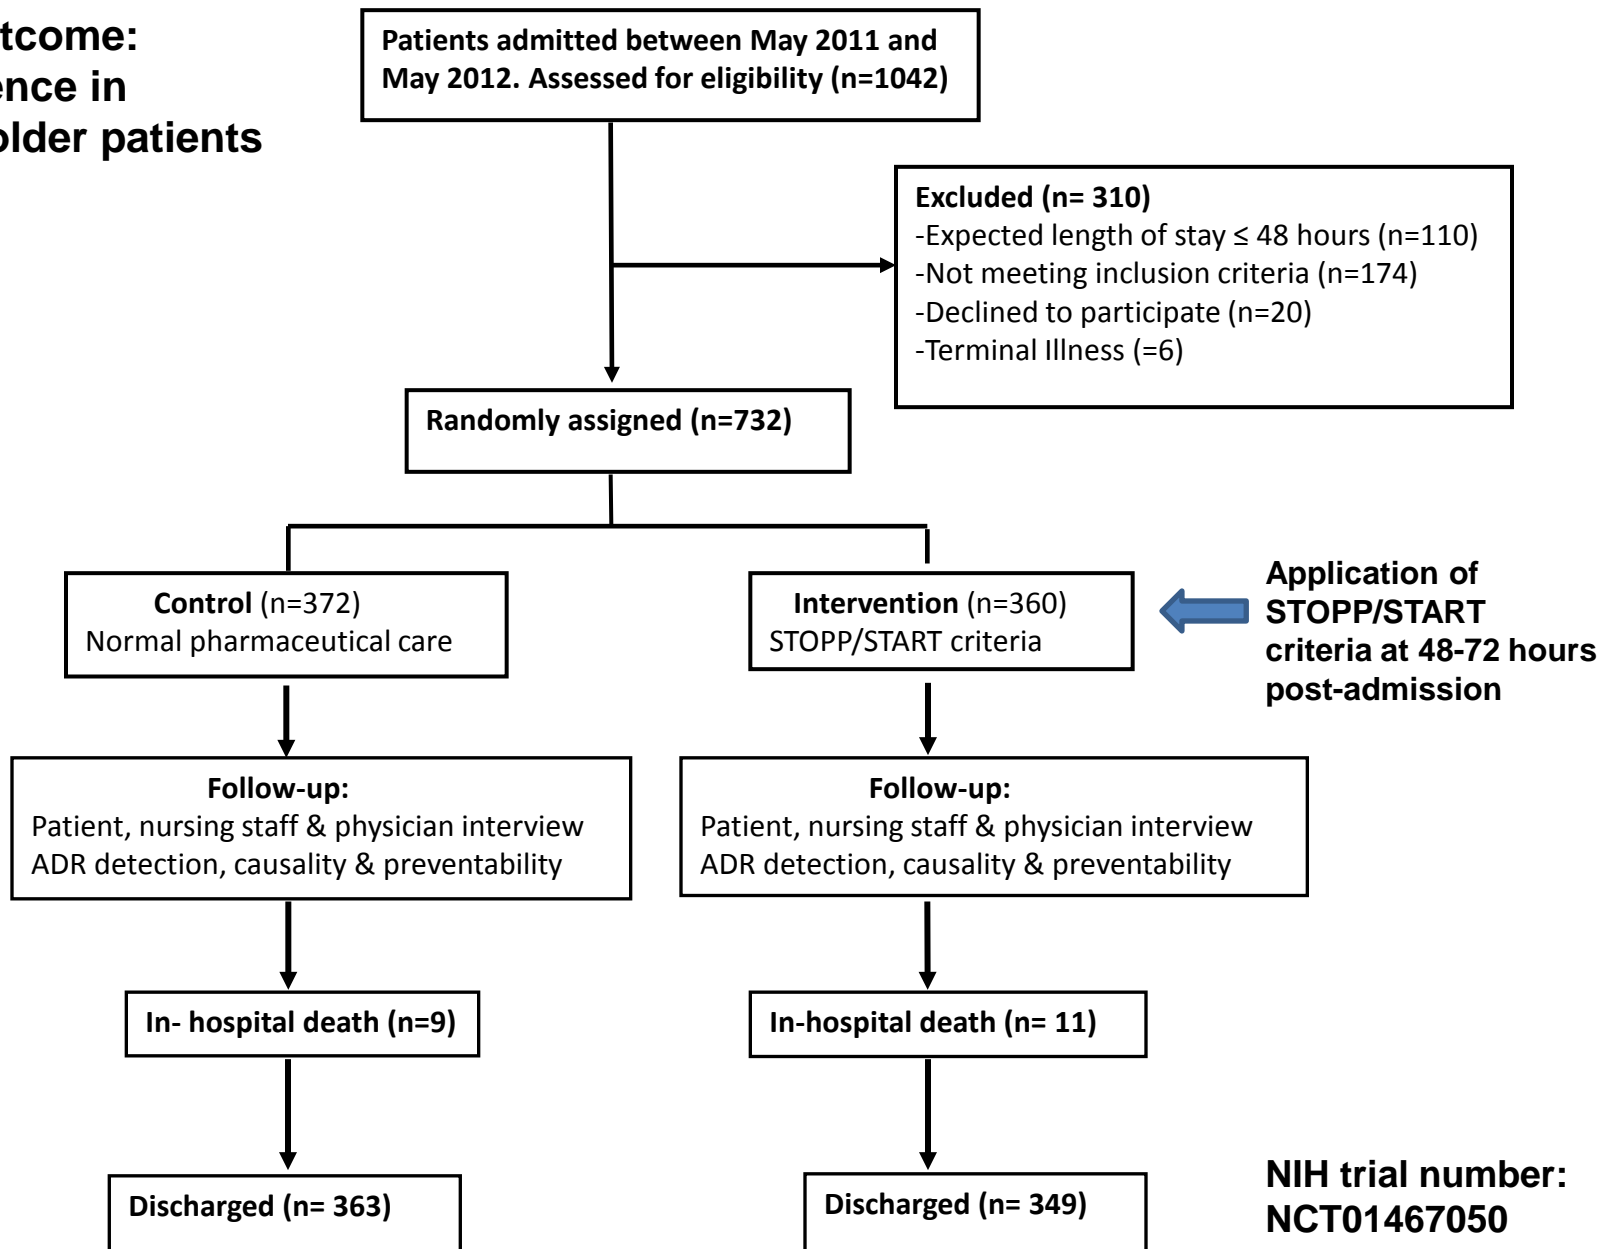 older patients
Patients admitted between May 2011 and
May 2012. Assessed for eligibility (n=1042)
Excluded (n= 310)
-Expected length of stay ≤ 48 hours (n=110)
-Not meeting inclusion criteria (n=174)
-Declined to participate (n=20)
-Terminal Illness (=6)
Randomly assigned (n=732)
Control (n=372)
Normal pharmaceutical care
Intervention (n=360)
STOPP/START criteria
Application of
STOPP/START
criteria at 48-72 hours
post-admission
Follow-up:
Patient, nursing staff & physician interview
ADR detection, causality & preventability
Follow-up:
Patient, nursing staff & physician interview
ADR detection, causality & preventability
In- hospital death (n=9)
In-hospital death (n= 11)
Discharged (n= 363)
Discharged (n= 349)
NIH trial number:
NCT01467050